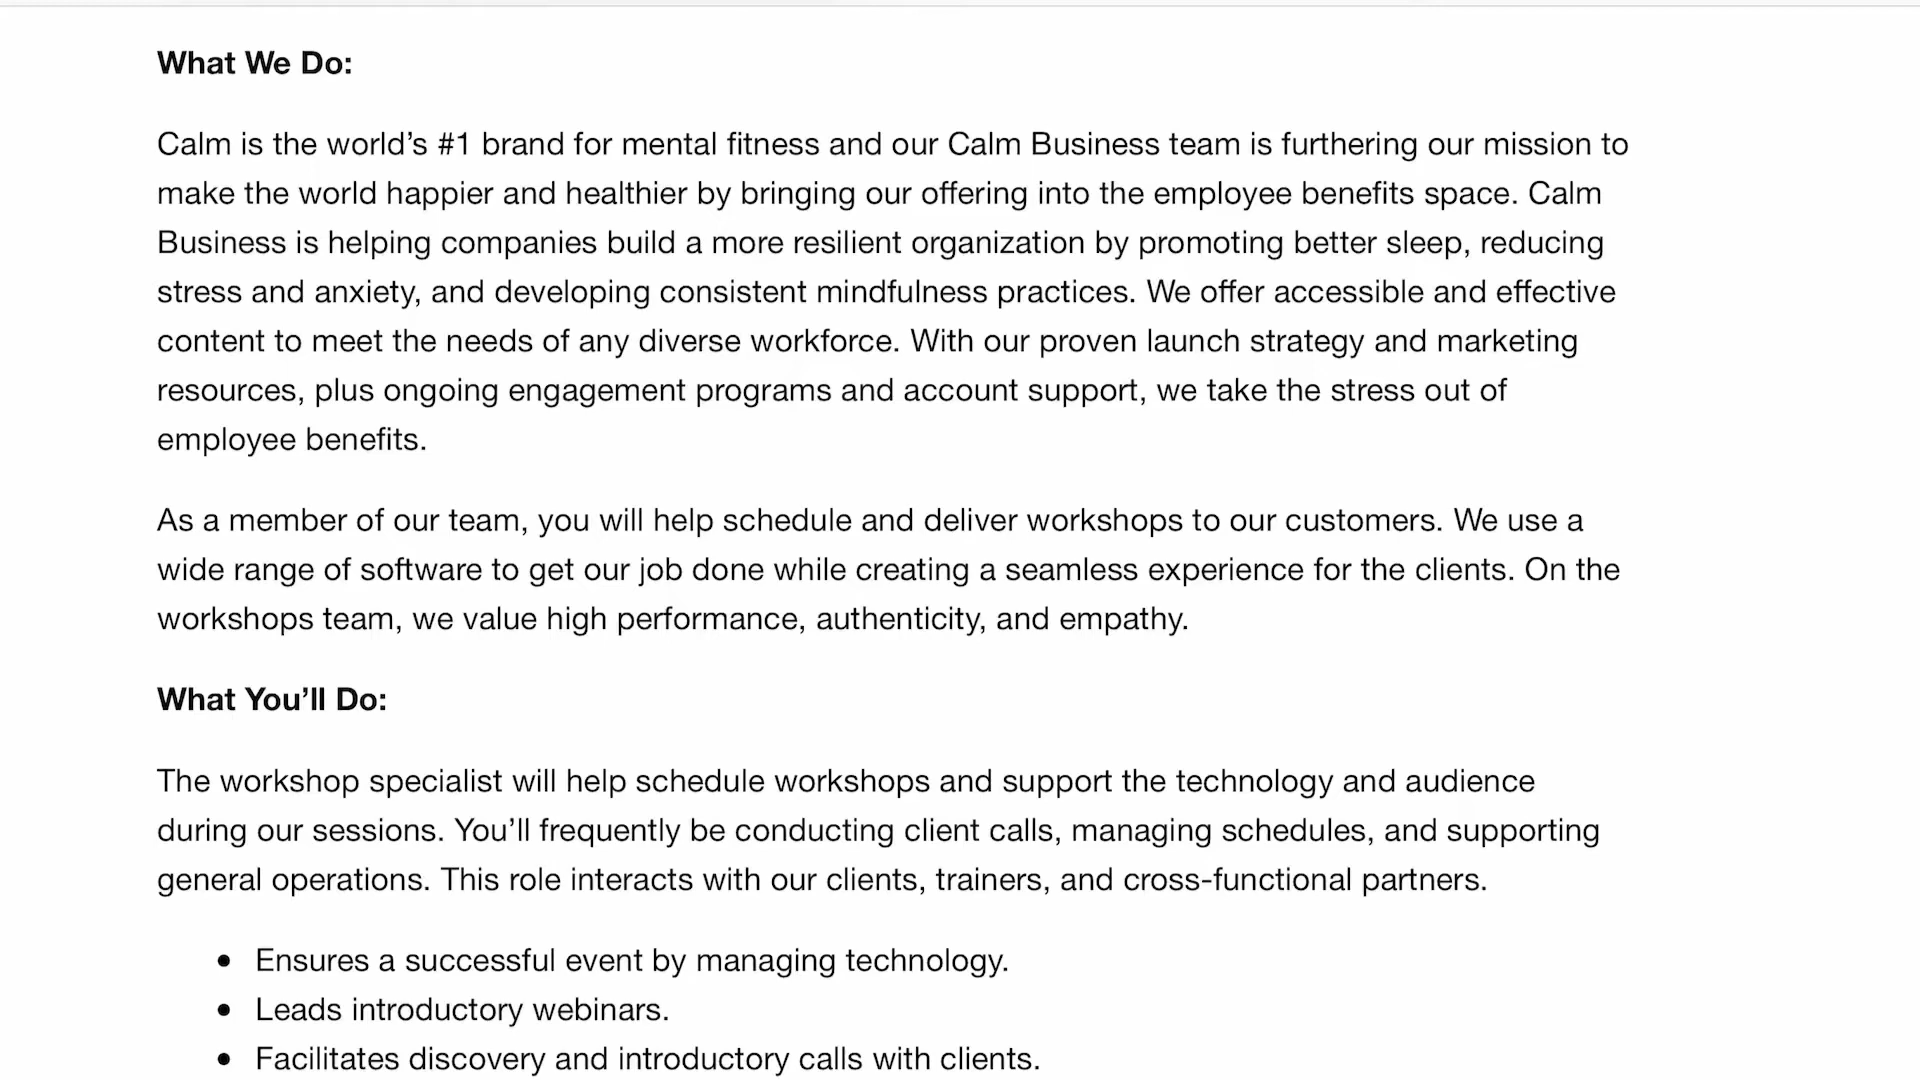 What We Do:
Calm is the world’s #1 brand for mental fitness and our Calm Business team is furthering our mission to
make the world happier and healthier by bringing our offering into the employee benefits space. Calm
Business is helping companies build a more resilient organization by promoting better sleep, reducing
stress and anxiety, and developing consistent mindfulness practices. We offer accessible and effective
content to meet the needs of any diverse workforce. With our proven launch strategy and marketing
resources, plus ongoing engagement programs and account support, we take the stress out of
employee benefits.
As a member of our team, you will help schedule and deliver workshops to our customers. We use a
wide range of software to get our job done while creating a seamless experience for the clients. On the
workshops team, we value high performance, authenticity, and empathy.
What You’ll Do:
The workshop specialist will help schedule workshops and support the technology and audience
during our sessions. You’ll frequently be conducting client calls, managing schedules, and supporting
general operations. This role interacts with our clients, trainers, and cross-functional partners.
• Ensures a successful event by managing technology.
• Leads introductory webinars.
• Facilitates discovery and introductory calls with clients.